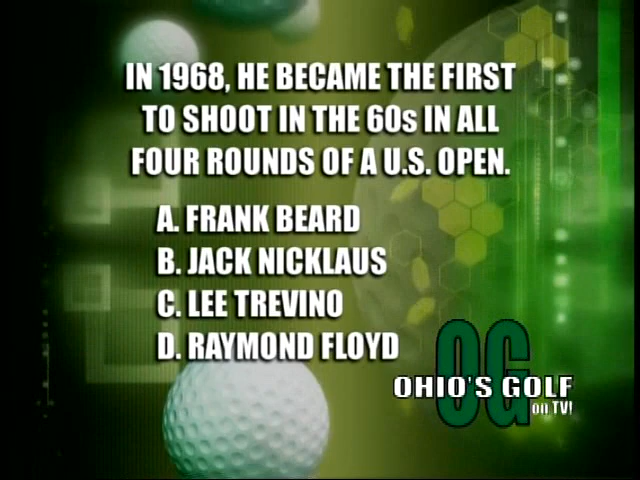 IN 1968, HE BECAME THE FIRST
TO SHOOT IN THE 60s IN ALL
FOUR ROUNDS OF A U.S. OPEN.
A. FRANK BEARD
B. JACK NICKLAUS
C. LEE TREVINO
D. RAYMOND FLOYD
OG
OHIO'S GOLF
on TV!